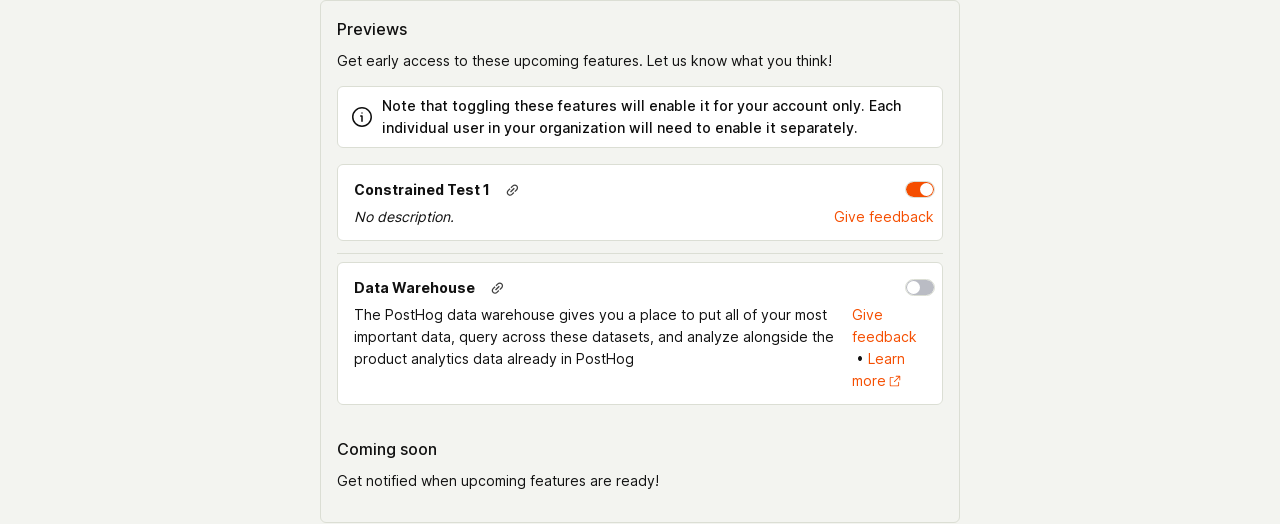 Previews
Get early access to these upcoming features. Let us know what you think!
Note that toggling these features will enable it for your account only. Each
individual user in your organization will need to enable it separately.
Constrained Test 1
No description.
Give feedback
Data Warehouse
The PostHog data warehouse gives you a place to put all of your most
important data, query across these datasets, and analyze alongside the
product analytics data already in PostHog
Give
feedback
• Learn
more
Coming soon
Get notified when upcoming features are ready!